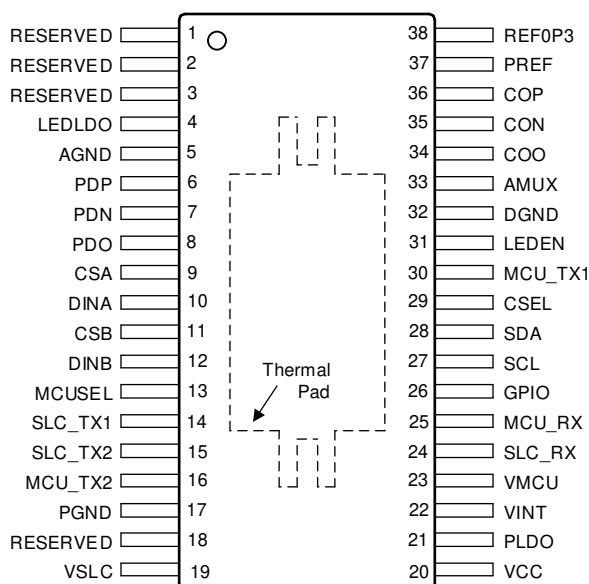 RESERVED 1 38 REF0P3
RESERVED 2 37 PREF
RESERVED 3 36 COP
LEDLDO 4 35 CON
AGND 5 34 COO
PDP 6 33 AMUX
PDN 7 32 DGND
PDO 8 31 LEDEN
CSA 9 30 MCU_TX1
DINA 10 29 CSEL
CSB 11 28 SDA
DINB 12 27 SCL
Thermal
Pad
MCUSEL 13 26 GPIO
SLC_TX1 14 25 MCU_RX
SLC_TX2 15 24 SLC_RX
MCU_TX2 16 23 VMCU
PGND 17 22 VINT
RESERVED 18 21 PLDO
VSLC 19 20 VCC